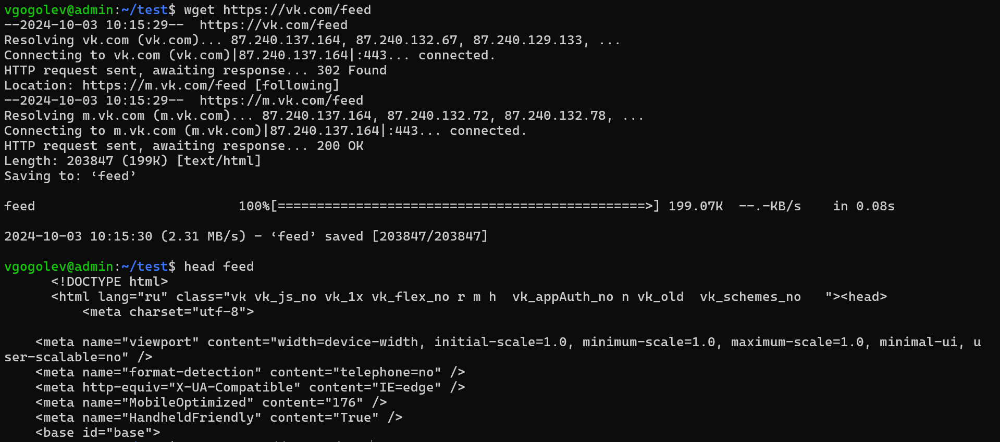 vgogolev@admin:~/test$ wget https://vk.com/feed
--2024-10-03 10:15:29--  https://vk.com/feed
Resolving vk.com (vk.com)... 87.240.137.164, 87.240.132.67, 87.240.129.133, ...
Connecting to vk.com (vk.com)|87.240.137.164|:443... connected.
HTTP request sent, awaiting response... 302 Found
Location: https://m.vk.com/feed [following]
--2024-10-03 10:15:29--  https://m.vk.com/feed
Resolving m.vk.com (m.vk.com)... 87.240.137.164, 87.240.132.72, 87.240.132.78, ...
Connecting to m.vk.com (m.vk.com)|87.240.137.164|:443... connected.
HTTP request sent, awaiting response... 200 OK
Length: 203847 (199K) [text/html]
Saving to: ‘feed’
feed                          100%[===============================================>] 199.07K  --.-KB/s    in 0.08s
2024-10-03 10:15:30 (2.31 MB/s) - ‘feed’ saved [203847/203847]
vgogolev@admin:~/test$ head feed
      <!DOCTYPE html>
      <html lang="ru" class="vk vk_js_no vk_1x vk_flex_no r m h  vk_appAuth_no n vk_old  vk_schemes_no   "><head>
          <meta charset="utf-8">
    <meta name="viewport" content="width=device-width, initial-scale=1.0, minimum-scale=1.0, maximum-scale=1.0, minimal-ui, u
ser-scalable=no" />
    <meta name="format-detection" content="telephone=no" />
    <meta http-equiv="X-UA-Compatible" content="IE=edge" />
    <meta name="MobileOptimized" content="176" />
    <meta name="HandheldFriendly" content="True" />
    <base id="base">